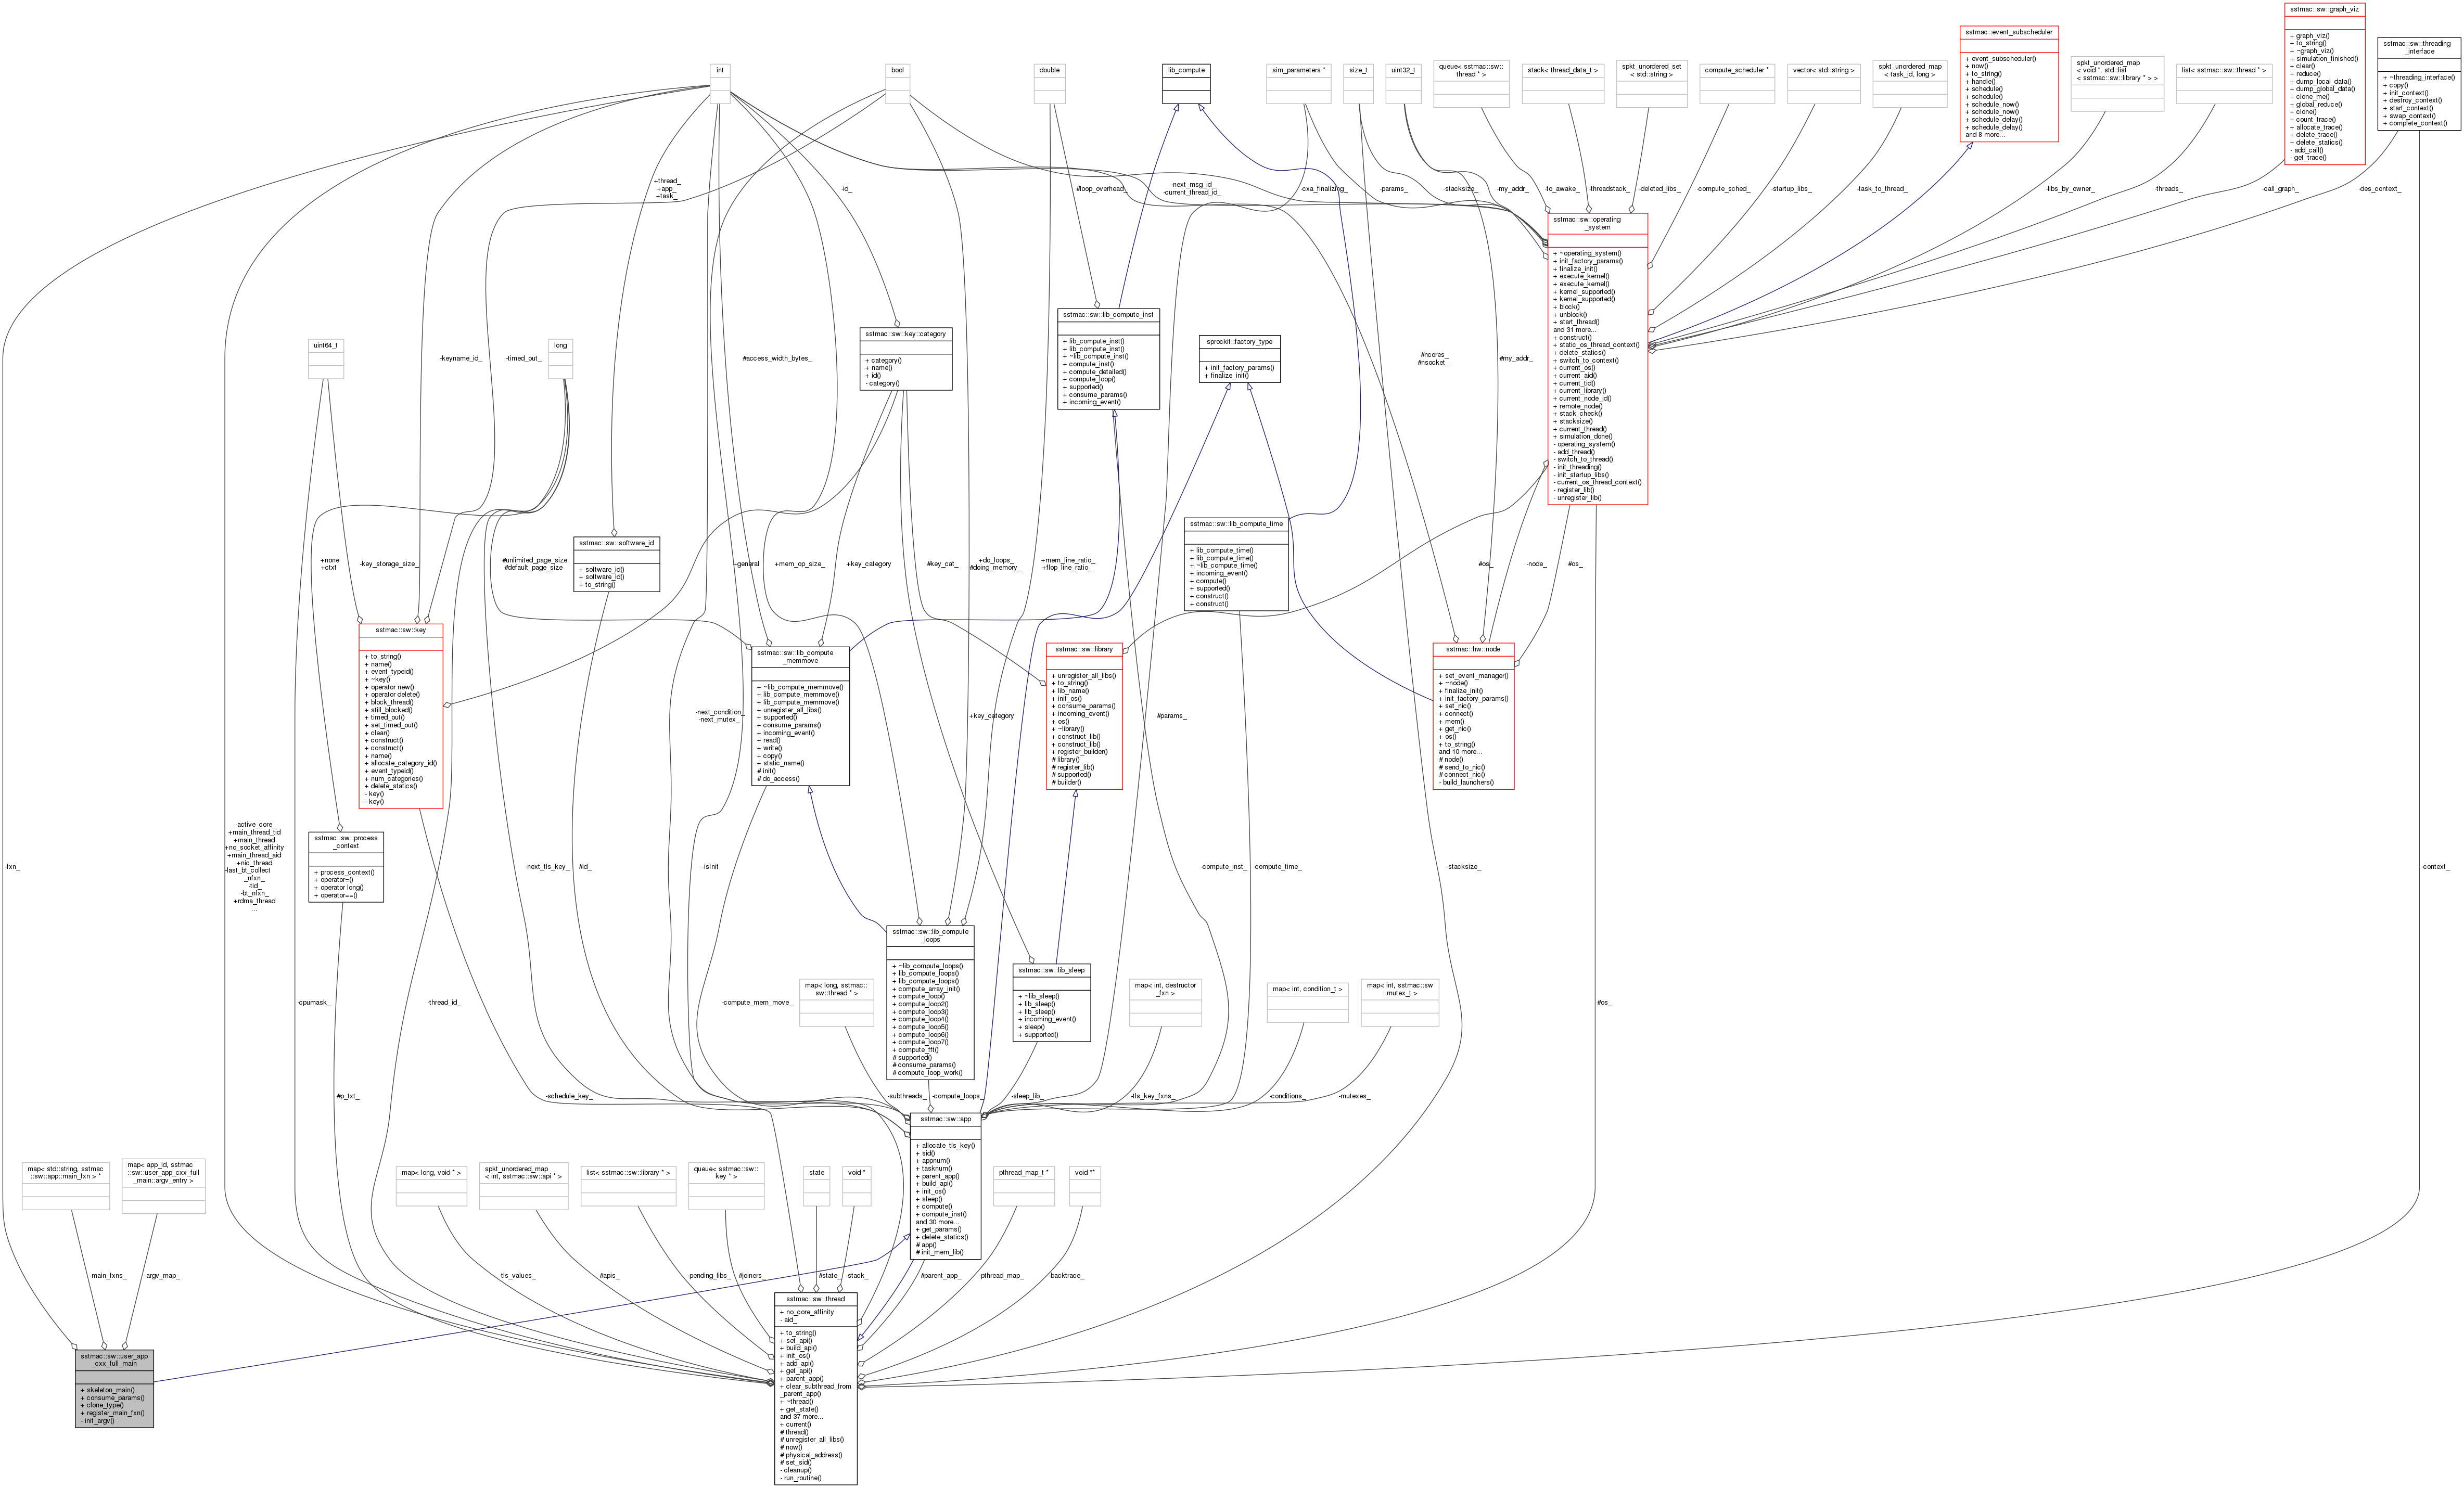 sstmac::sw::graph_viz
+ graph_viz()
+ to_string()
+ ~graph_viz()
+ simulation_finished()
+ clear()
+ reduce()
+ dump_local_data()
+ dump_global_data()
+ clone_me()
+ global_reduce()
+ clone()
+ count_trace()
+ allocate_trace()
+ delete_trace()
+ delete_statics()
- add_call()
- get_trace()
sstmac::event_subscheduler
+ event_subscheduler()
+ now()
+ to_string()
+ handle()
+ schedule()
+ schedule()
+ schedule_now()
+ schedule_now()
+ schedule_delay()
+ schedule_delay()
and 8 more...
sstmac::sw::threading
_interface
+ ~threading_interface()
+ copy()
+ init_context()
+ destroy_context()
+ start_context()
+ swap_context()
+ complete_context()
int
bool
double
lib_compute
sim_parameters *
size_t
uint32_t
queue< sstmac::sw::
thread * >
stack< thread_data_t >
spkt_unordered_set
< std::string >
compute_scheduler *
vector< std::string >
spkt_unordered_map
< task_id, long >
spkt_unordered_map
< void *, std::list
< sstmac::sw::library * > >
list< sstmac::sw::thread * >
+thread_
+app_
+task_
-id_
#loop_overhead_
-next_msg_id_
-current_thread_id_
-cxa_finalizing_
-params_
-stacksize_
-my_addr_
-to_awake_
-threadstack_
-deleted_libs_
-compute_sched_
-startup_libs_
-task_to_thread_
-libs_by_owner_
-threads_
-call_graph_
-des_context_
sstmac::sw::operating
_system
+ ~operating_system()
+ init_factory_params()
+ finalize_init()
+ execute_kernel()
+ execute_kernel()
+ kernel_supported()
+ kernel_supported()
+ block()
+ unblock()
+ start_thread()
and 31 more...
+ construct()
+ static_os_thread_context()
+ delete_statics()
+ switch_to_context()
+ current_os()
+ current_aid()
+ current_tid()
+ current_library()
+ current_node_id()
+ remote_node()
+ stack_check()
+ stacksize()
+ current_thread()
+ simulation_done()
- operating_system()
- add_thread()
- switch_to_thread()
- init_threading()
- init_startup_libs()
- current_os_thread_context()
- register_lib()
- unregister_lib()
uint64_t
long
-keyname_id_
-timed_out_
#access_width_bytes_
sstmac::sw::key::category
+ category()
+ name()
+ id()
- category()
sstmac::sw::lib_compute_inst
+ lib_compute_inst()
+ lib_compute_inst()
+ ~lib_compute_inst()
+ compute_inst()
+ compute_detailed()
+ compute_loop()
+ supported()
+ consume_params()
+ incoming_event()
sprockit::factory_type
+ init_factory_params()
+ finalize_init()
#ncores_
#nsocket_
#my_addr_
sstmac::sw::lib_compute_time
+ lib_compute_time()
+ lib_compute_time()
+ ~lib_compute_time()
+ incoming_event()
+ compute()
+ supported()
+ construct()
+ construct()
sstmac::sw::software_id
+ software_id()
+ software_id()
+ to_string()
+none
+ctxt
-key_storage_size_
#unlimited_page_size
#default_page_size
+general
+mem_op_size_
+key_category
#key_cat_
+do_loops_
#doing_memory_
+mem_line_ratio_
+flop_line_ratio_
#os_
-node_
#os_
sstmac::sw::key
+ to_string()
+ name()
+ event_typeid()
+ ~key()
+ operator new()
+ operator delete()
+ block_thread()
+ still_blocked()
+ timed_out()
+ set_timed_out()
+ clear()
+ construct()
+ construct()
+ name()
+ allocate_category_id()
+ event_typeid()
+ num_categories()
+ delete_statics()
- key()
- key()
sstmac::sw::lib_compute
_memmove
+ ~lib_compute_memmove()
+ lib_compute_memmove()
+ lib_compute_memmove()
+ unregister_all_libs()
+ supported()
+ consume_params()
+ incoming_event()
+ read()
+ write()
+ copy()
+ static_name()
# init()
# do_access()
sstmac::sw::library
+ unregister_all_libs()
+ to_string()
+ lib_name()
+ init_os()
+ consume_params()
+ incoming_event()
+ os()
+ ~library()
+ construct_lib()
+ construct_lib()
+ register_builder()
# library()
# register_lib()
# supported()
# builder()
sstmac::hw::node
+ set_event_manager()
+ ~node()
+ finalize_init()
+ init_factory_params()
+ set_nic()
+ connect()
+ mem()
+ get_nic()
+ os()
+ to_string()
and 10 more...
# node()
# send_to_nic()
# connect_nic()
- build_launchers()
-next_condition_
-next_mutex_
+key_category
#params_
sstmac::sw::process
_context
+ process_context()
+ operator=()
+ operator long()
+ operator==()
-fxn_
-active_core_
+main_thread_tid
+main_thread
+no_socket_affinity
+main_thread_aid
+nic_thread
-last_bt_collect
_nfxn_
-tid_
-bt_nfxn_
+rdma_thread
...
-next_tls_key_
#id_
-isInit
-compute_inst_
-compute_time_
-stacksize_
-context_
sstmac::sw::lib_compute
_loops
+ ~lib_compute_loops()
+ lib_compute_loops()
+ lib_compute_loops()
+ compute_array_init()
+ compute_loop()
+ compute_loop2()
+ compute_loop3()
+ compute_loop4()
+ compute_loop5()
+ compute_loop6()
+ compute_loop7()
+ compute_fft()
# supported()
# consume_params()
# compute_loop_work()
sstmac::sw::lib_sleep
+ ~lib_sleep()
+ lib_sleep()
+ lib_sleep()
+ incoming_event()
+ sleep()
+ supported()
-cpumask_
-thread_id_
-compute_mem_move_
map< long, sstmac::
sw::thread * >
map< int, destructor
_fxn >
map< int, condition_t >
map< int, sstmac::sw
::mutex_t >
#os_
#p_txt_
-schedule_key_
-subthreads_
-compute_loops_
-sleep_lib_
-tls_key_fxns_
-conditions_
-mutexes_
sstmac::sw::app
+ allocate_tls_key()
+ sid()
+ appnum()
+ tasknum()
+ parent_app()
+ build_api()
+ init_os()
+ sleep()
+ compute()
+ compute_inst()
and 30 more...
+ get_params()
+ delete_statics()
# app()
# init_mem_lib()
map< std::string, sstmac
::sw::app::main_fxn > *
map< app_id, sstmac
::sw::user_app_cxx_full
_main::argv_entry >
map< long, void * >
spkt_unordered_map
< int, sstmac::sw::api * >
list< sstmac::sw::library * >
queue< sstmac::sw::
key * >
state
void *
pthread_map_t *
void **
-main_fxns_
-argv_map_
-tls_values_
#apis_
-pending_libs_
#joiners_
#state_
-stack_
#parent_app_
-pthread_map_
-backtrace_
sstmac::sw::user_app
_cxx_full_main
+ skeleton_main()
+ consume_params()
+ clone_type()
+ register_main_fxn()
- init_argv()
sstmac::sw::thread
+ no_core_affinity
- aid_
+ to_string()
+ set_api()
+ build_api()
+ init_os()
+ add_api()
+ get_api()
+ parent_app()
+ clear_subthread_from
_parent_app()
+ ~thread()
+ get_state()
and 37 more...
+ current()
# thread()
# unregister_all_libs()
# now()
# physical_address()
# set_sid()
- cleanup()
- run_routine()